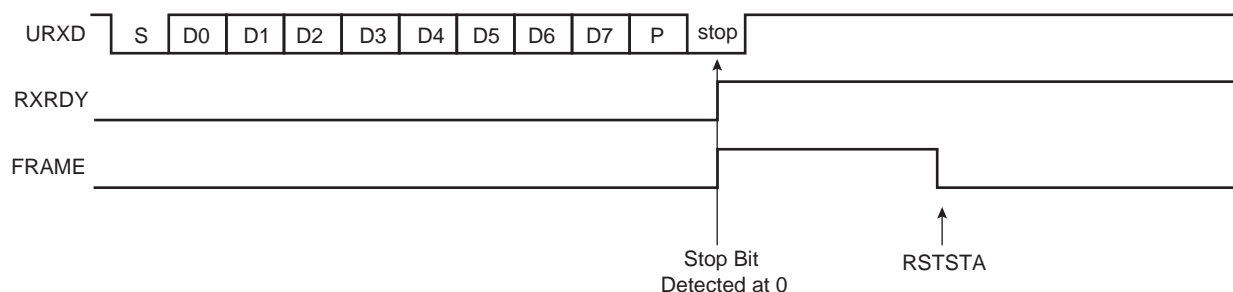 URXD S D0 D1 D2 D3 D4 D5 D6 D7 P stop
RXRDY
FRAME
Stop Bit
Detected at 0
RSTSTA